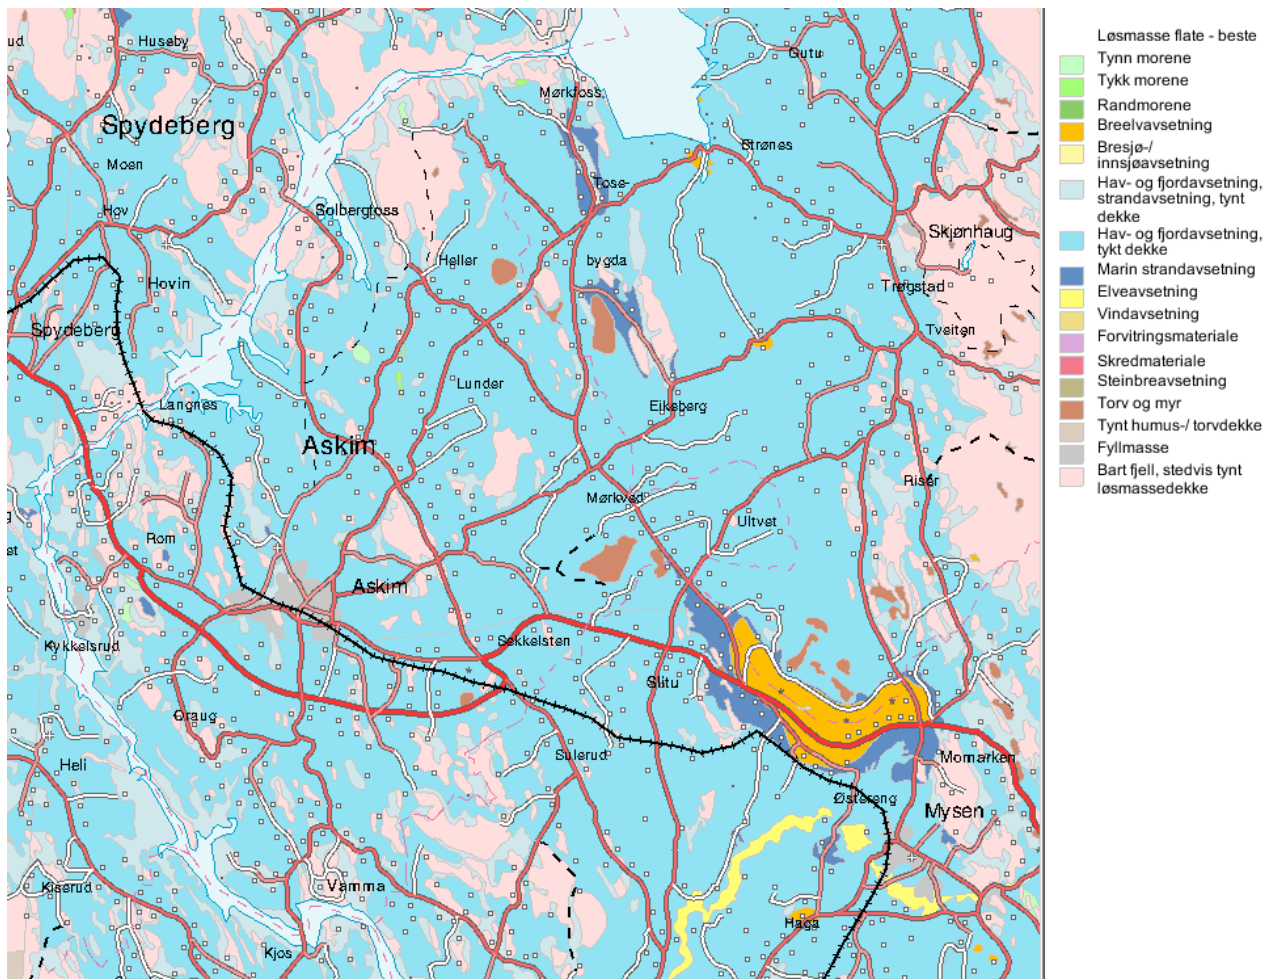 Husøby
Gutu
Mørkfoss
Spydeberg
Strønes
Moen
Tose-
Hov
Solbergfoss
Skjønhaug
Heller
bygda
Hovin
Trøgstad
Spydeberg
Tveiten
Lunder
Langnes
Eikeberg
Askim
Riser
Mørkved
Ultvet
Rom
Askim
Kykkelsrud
Sekkelsten
Slitu
Oraug
Sulerud
Momarken
Heli
Østereng
Mysen
Kiserud
Vamma
Haga
Kjos
Løsmasse flate - beste
Tynn morene
Tykk morene
Randmorene
Breelvavsetning
Bresjø-/
innsjøavsetning
Hav- og fjordavsetning,
strandavsetning, tynt
dekke
Hav- og fjordavsetning,
tykt dekke
Marin strandavsetning
Elveavsetning
Vindavsetning
Forvitringsmateriale
Skredmateriale
Steinbreavsetning
Torv og myr
Tynt humus-/ torvdekke
Fyllmasse
Bart fjell, stedvis tynt
løsmassedekke